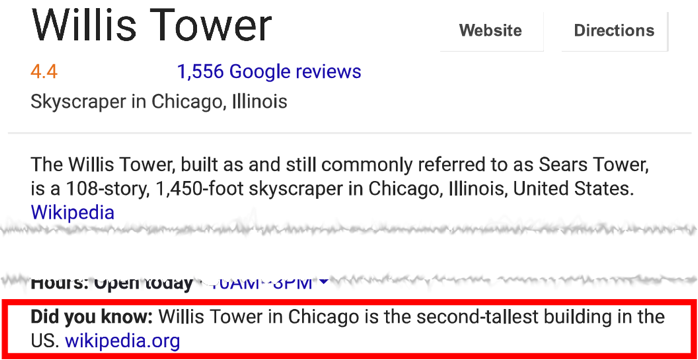 Willis Tower
Website
Directions
4.4
1,556 Google reviews
Skyscraper in Chicago, Illinois
The Willis Tower, built as and still commonly referred to as Sears Tower,
is a 108-story, 1,450-foot skyscraper in Chicago, Illinois, United States.
Wikipedia
Hours: Open today · 10AM–3PM
Did you know: Willis Tower in Chicago is the second-tallest building in the
US. wikipedia.org